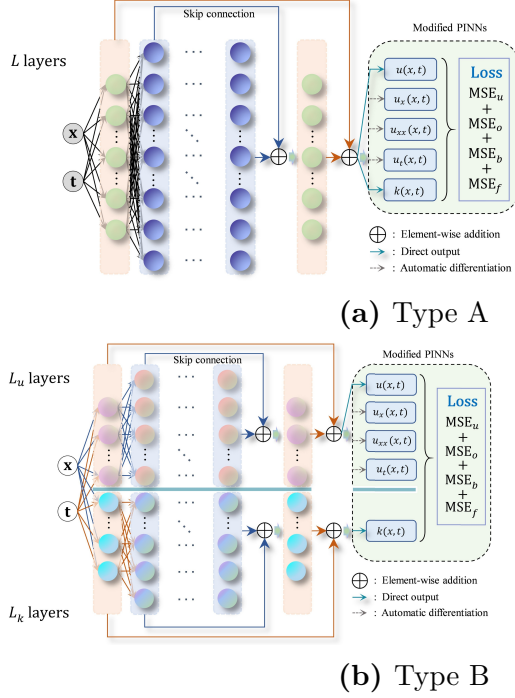 Modified PINNs
Skip connection
L layers
u(x,t)
u_x(x,t)
u_xx(x,t)
u_t(x,t)
k(x,t)
Loss
MSE_u
+
MSE_o
+
MSE_b
+
MSE_f
x
t
⊕ : Element-wise addition
: Direct output
: Automatic differentiation
(a) Type A
Modified PINNs
Skip connection
L_u layers
u(x,t)
u_x(x,t)
u_xx(x,t)
u_t(x,t)
k(x,t)
Loss
MSE_u
+
MSE_o
+
MSE_b
+
MSE_f
x
t
L_k layers
⊕ : Element-wise addition
: Direct output
: Automatic differentiation
(b) Type B